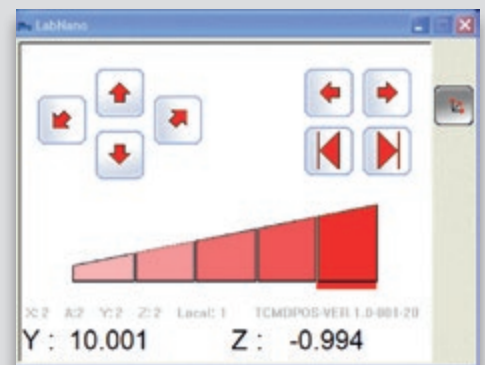 LabNano
X: 2 A:2 Y:2 Z:2 Local: 1 TCMDPOS-VER 1.0-001-20
Y : 10.001 Z : -0.994